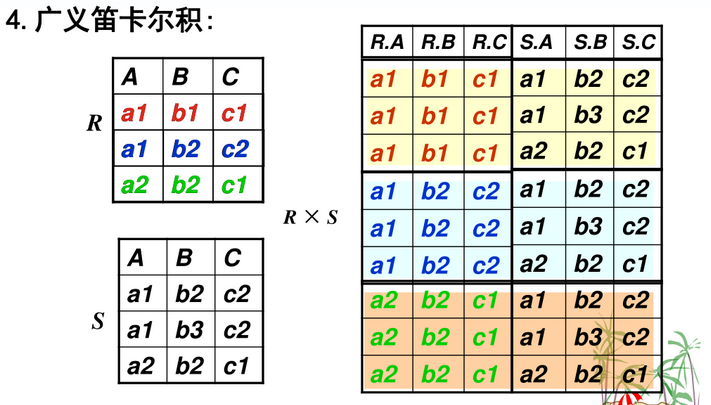 4. 广义笛卡尔积:
R
A B C
a1 b1 c1
a1 b2 c2
a2 b2 c1
S
A B C
a1 b2 c2
a1 b3 c2
a2 b2 c1
R × S
R.A R.B R.C S.A S.B S.C
a1 b1 c1 a1 b2 c2
a1 b1 c1 a1 b3 c2
a1 b1 c1 a2 b2 c1
a1 b2 c2 a1 b2 c2
a1 b2 c2 a1 b3 c2
a1 b2 c2 a2 b2 c1
a2 b2 c1 a1 b2 c2
a2 b2 c1 a1 b3 c2
a2 b2 c1 a2 b2 c1